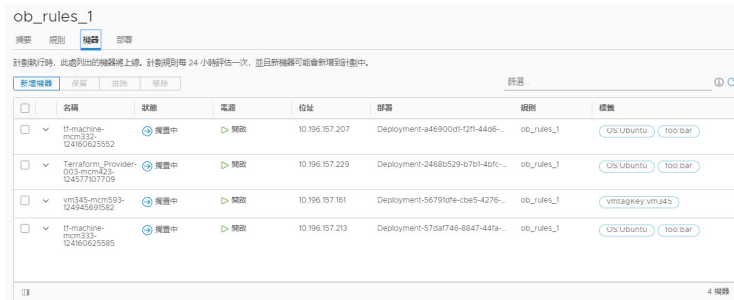 ob_rules_1
摘要 規則 機器 部署
計劃執行時，此處列出的機器將上線。計劃規則每 24 小時評估一次，並且新機器可能會新增到計劃中。
新增機器 保留 排除 移除 篩選...
名稱 狀態 電源 位址 部署 規則 標籤
tf-machine-mcm332-124160625552 擱置中 開啟 10.196.157.207 Deployment-a46900d1-f2f1-44d6-... ob_rules_1 OS:Ubuntu foo:bar
Terraform_Provider-003-mcm423-124577107709 擱置中 開啟 10.196.157.229 Deployment-2468b529-b7b1-4bfc-... ob_rules_1 OS:Ubuntu foo:bar
vm345-mcm593-124945691582 擱置中 開啟 10.196.157.161 Deployment-56791dfe-cbe5-4276-... ob_rules_1 vmtagKey:vm345
tf-machine-mcm333-124160625585 擱置中 開啟 10.196.157.213 Deployment-57daf746-8847-44fa-... ob_rules_1 OS:Ubuntu foo:bar
4 機器